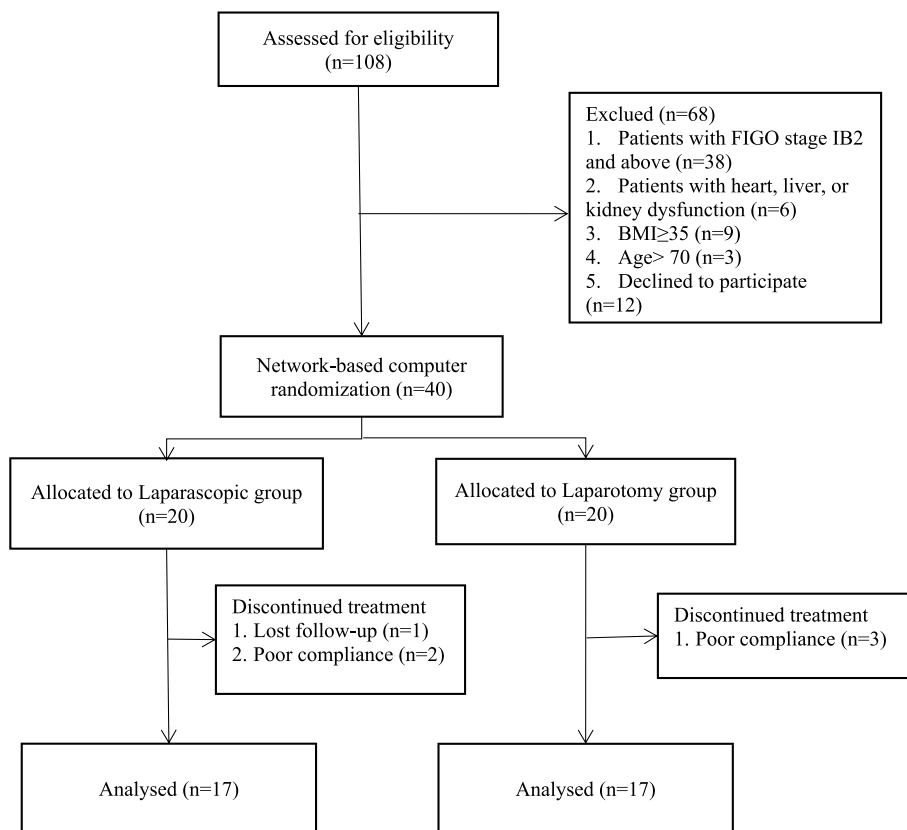 Assessed for eligibility
(n=108)
Exclued (n=68)
1. Patients with FIGO stage IB2
and above (n=38)
2. Patients with heart, liver, or
kidney dysfunction (n=6)
3. BMI≥35 (n=9)
4. Age> 70 (n=3)
5. Declined to participate
(n=12)
Network-based computer
randomization (n=40)
Allocated to Laparascopic group
(n=20)
Allocated to Laparotomy group
(n=20)
Discontinued treatment
1. Lost follow-up (n=1)
2. Poor compliance (n=2)
Discontinued treatment
1. Poor compliance (n=3)
Analysed (n=17)
Analysed (n=17)